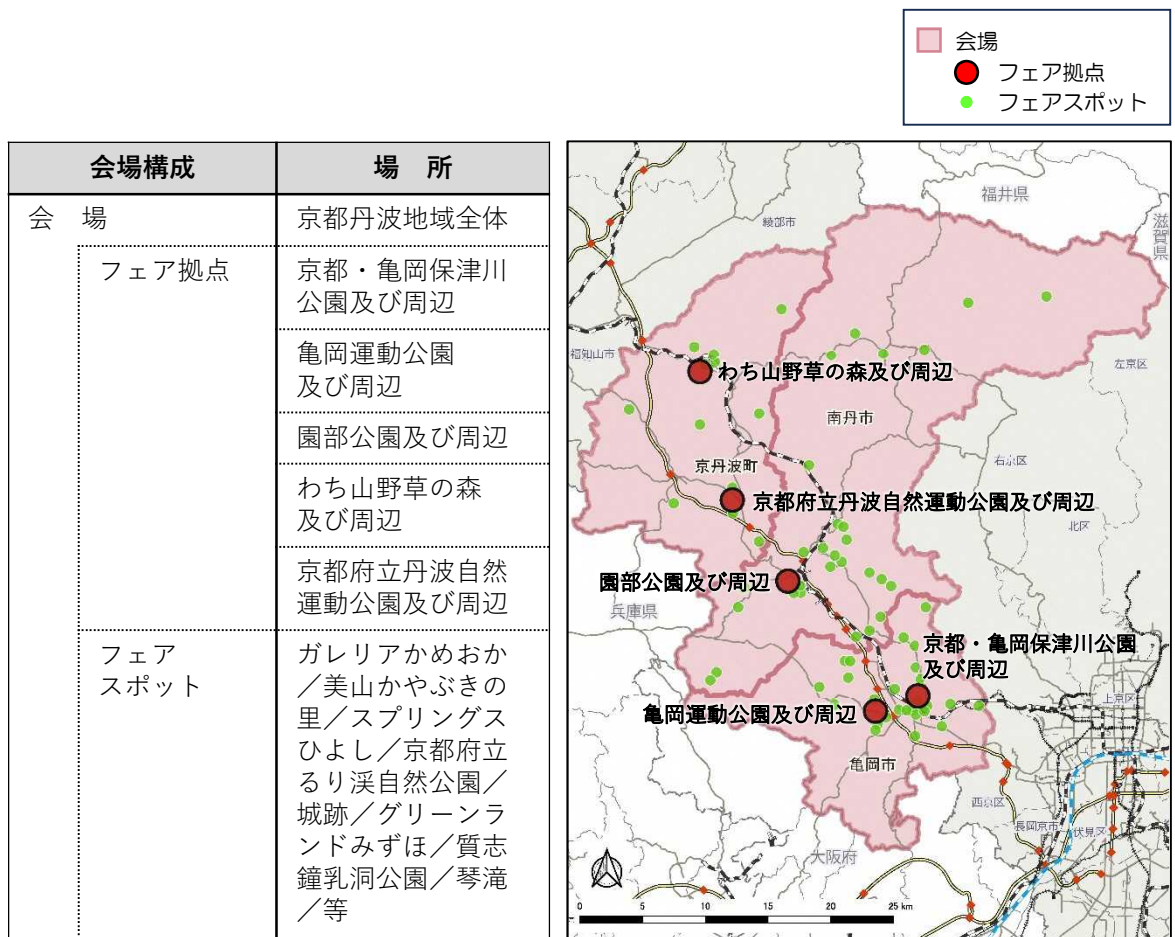 会場
フェア拠点
フェアスポット
会場構成
場 所
会 場
京都丹波地域全体
フェア拠点
京都・亀岡保津川
公園及び周辺
亀岡運動公園
及び周辺
園部公園及び周辺
わち山野草の森
及び周辺
京都府立丹波自然
運動公園及び周辺
フェア
スポット
ガレリアかめおか
／美山かやぶきの
里／スプリングス
ひよし／京都府立
るり渓自然公園／
城跡／グリーンラ
ンドみずほ／質志
鐘乳洞公園／琴滝
／等
福井県
滋賀県
綾部市
福知山市
左京区
わち山野草の森及び周辺
南丹市
右京区
京丹波町
京都府立丹波自然運動公園及び周辺
北区
園部公園及び周辺
兵庫県
京都・亀岡保津川公園
及び周辺
上京区
亀岡運動公園及び周辺
亀岡市
西京区
長岡京市
伏見区
大阪府
0 5 10 15 20 25 km